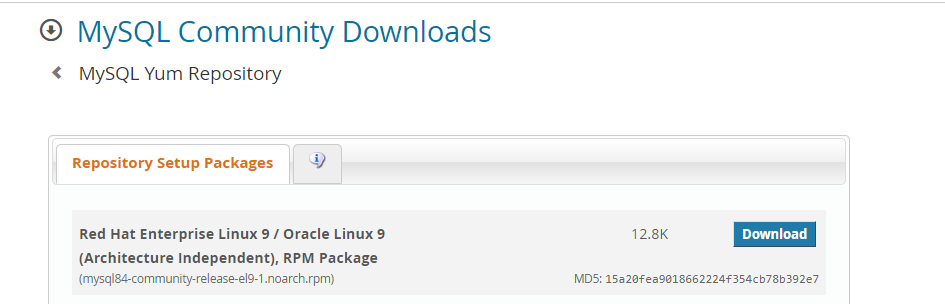 MySQL Community Downloads
MySQL Yum Repository
Repository Setup Packages
Red Hat Enterprise Linux 9 / Oracle Linux 9 12.8K Download
(Architecture Independent), RPM Package
(mysql84-community-release-el9-1.noarch.rpm) MD5: 15a20fea9018662224f354cb78b392e7